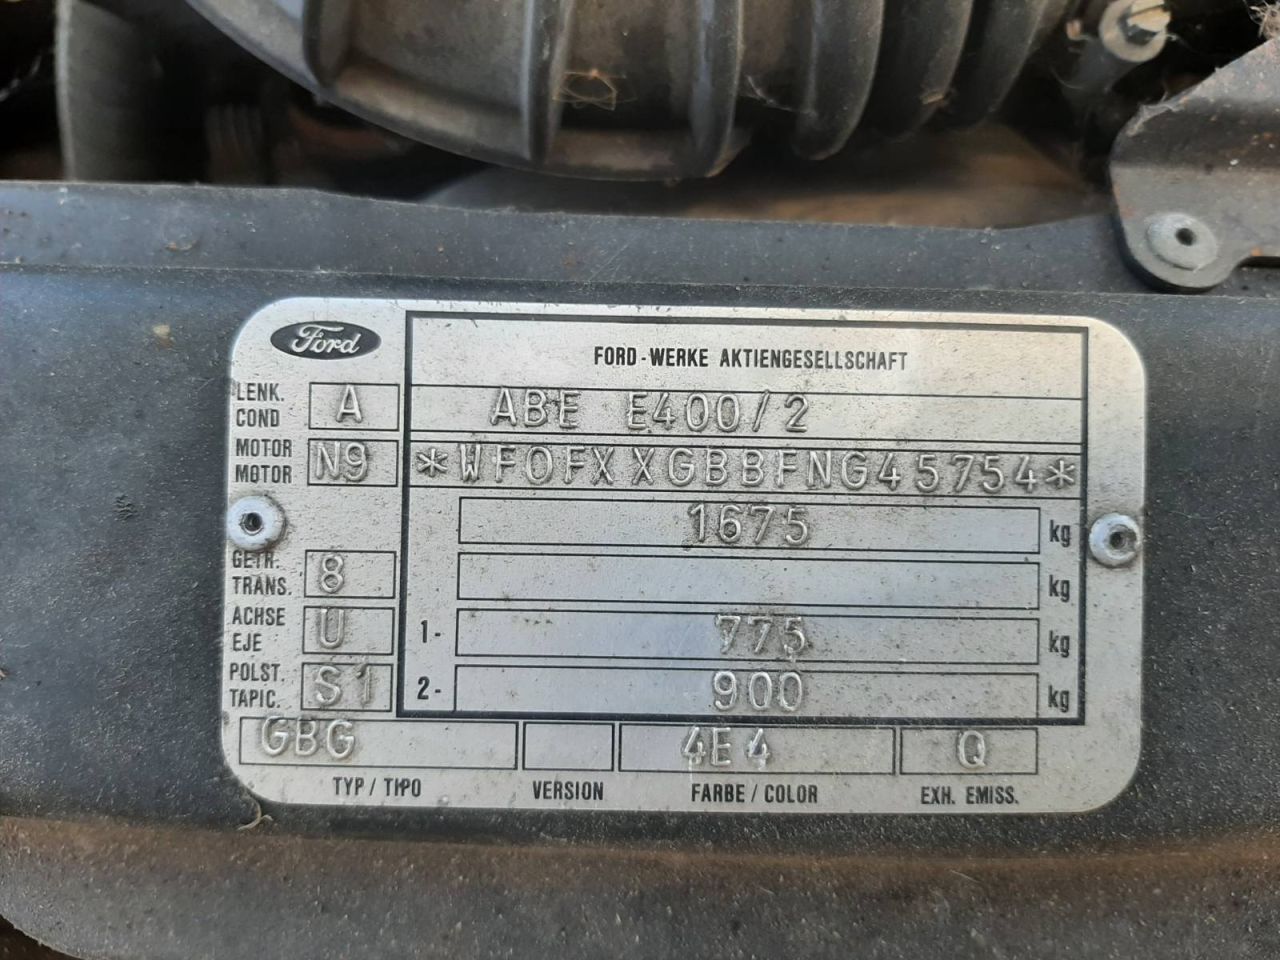 Ford
FORD-WERKE AKTIENGESELLSCHAFT
LENK.
COND
A
ABE E400/2
MOTOR
MOTOR
N9
*WF0FXXGBBFNG45754*
1675 kg
kg
GETR.
TRANS.
8
ACHSE
EJE
U
1- 775 kg
POLST.
TAPIC.
S1
2- 900 kg
GBG 4E4 Q
TYP/TIPO VERSION FARBE/COLOR EXH. EMISS.